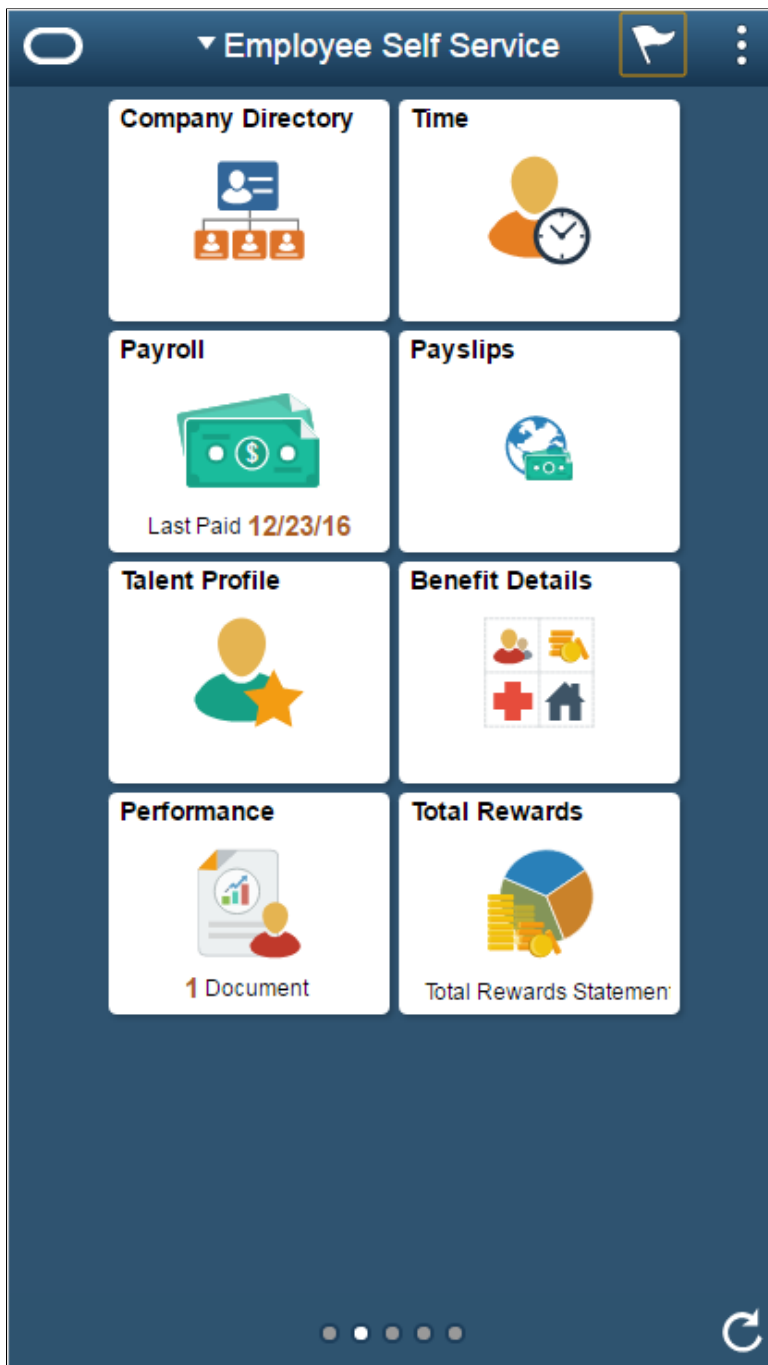 Employee Self Service
Company Directory
Time
Payroll
Last Paid 12/23/16
Payslips
Talent Profile
Benefit Details
Performance
1 Document
Total Rewards
Total Rewards Statemen